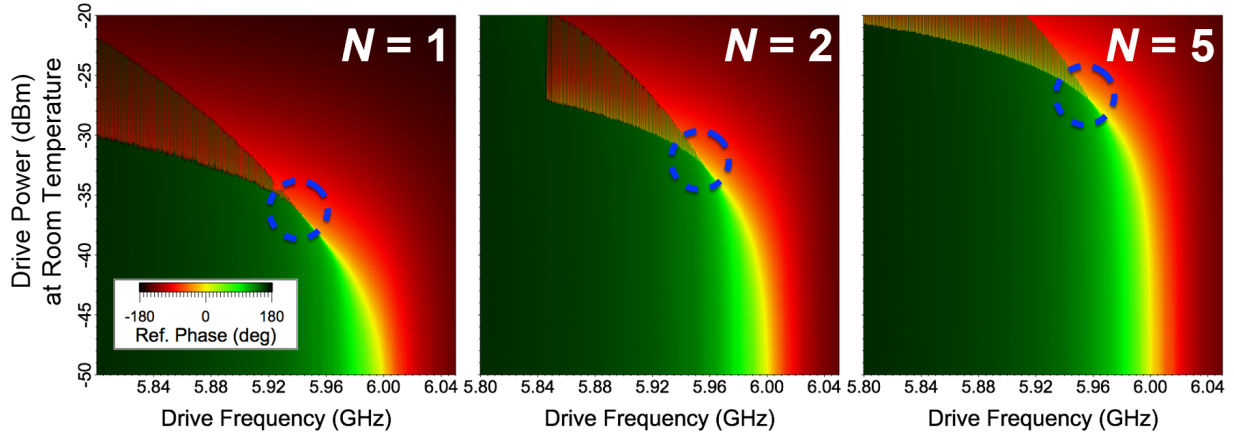 N = 1
N = 2
N = 5
Drive Power (dBm)
at Room Temperature
-20
-25
-30
-35
-40
-45
-50
-180 0 180
Ref. Phase (deg)
5.84 5.88 5.92 5.96 6.00 6.04
5.80 5.84 5.88 5.92 5.96 6.00 6.04
5.80 5.84 5.88 5.92 5.96 6.00 6.04
Drive Frequency (GHz)
Drive Frequency (GHz)
Drive Frequency (GHz)